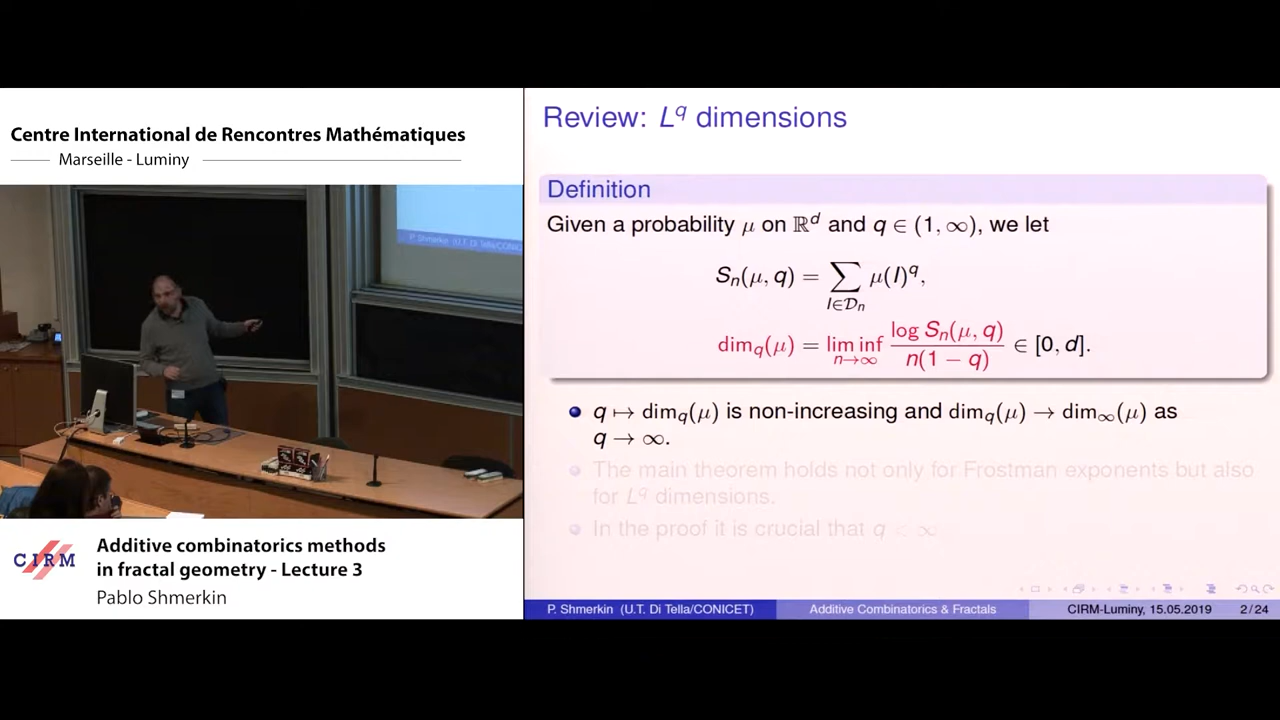 Centre International de Rencontres Mathématiques
Marseille - Luminy
P. Shmerkin (U.T. Di Tella/CONICET)
CIRM
Additive combinatorics methods
in fractal geometry - Lecture 3
Pablo Shmerkin
Review: L^q dimensions
Definition
Given a probability μ on ℝ^d and q ∈ (1, ∞), we let
S_n(μ, q) = ∑_{I∈𝒟_n} μ(I)^q,
dim_q(μ) = lim inf_{n→∞} log S_n(μ, q) / n(1 − q) ∈ [0, d].
q ↦ dim_q(μ) is non-increasing and dim_q(μ) → dim_∞(μ) as
q → ∞.
The main theorem holds not only for Frostman exponents but also
for L^q dimensions.
In the proof it is crucial that q < ∞
P. Shmerkin (U.T. Di Tella/CONICET) Additive Combinatorics & Fractals CIRM-Luminy, 15.05.2019 2 / 24